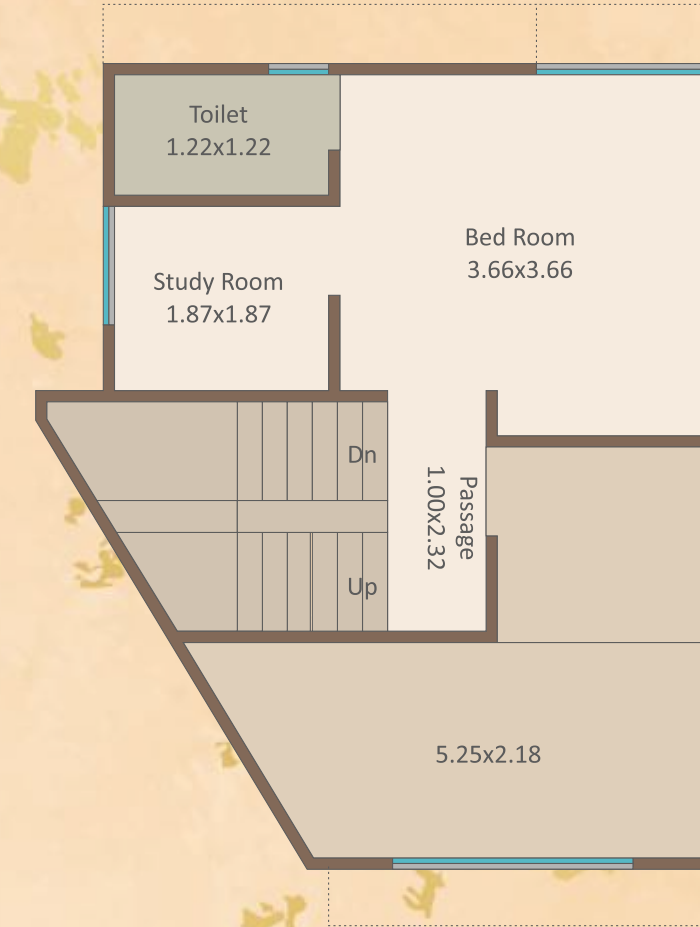 Toilet
1.22x1.22
Bed Room
3.66x3.66
Study Room
1.87x1.87
Dn
Passage
1.00x2.32
Up
5.25x2.18